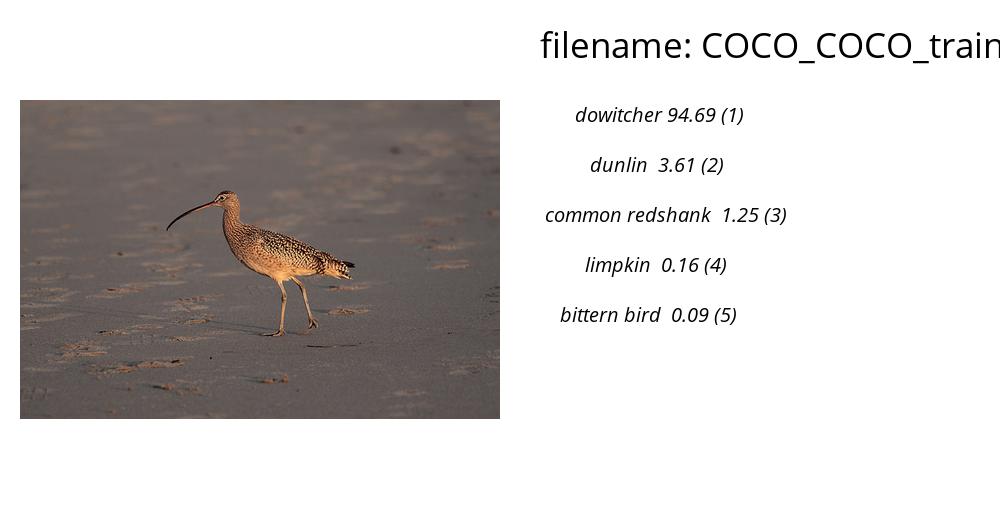 filename: COCO_COCO_train
dowitcher 94.69 (1)
dunlin 3.61 (2)
common redshank 1.25 (3)
limpkin 0.16 (4)
bittern bird 0.09 (5)